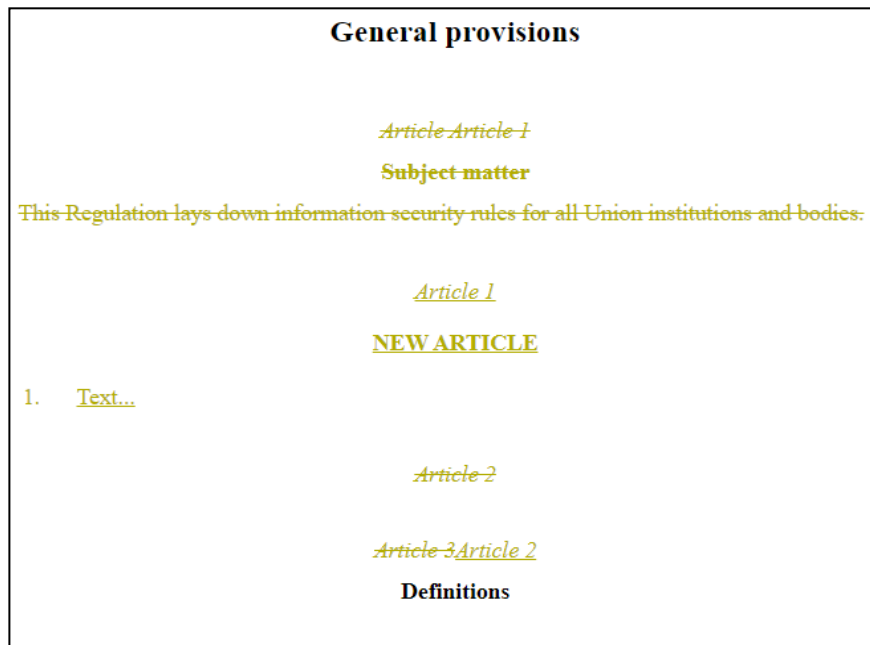 General provisions
Article Article 1
Subject matter
This Regulation lays down information security rules for all Union institutions and bodies.
Article 1
NEW ARTICLE
1. Text...
Article 2
Article 3Article 2
Definitions